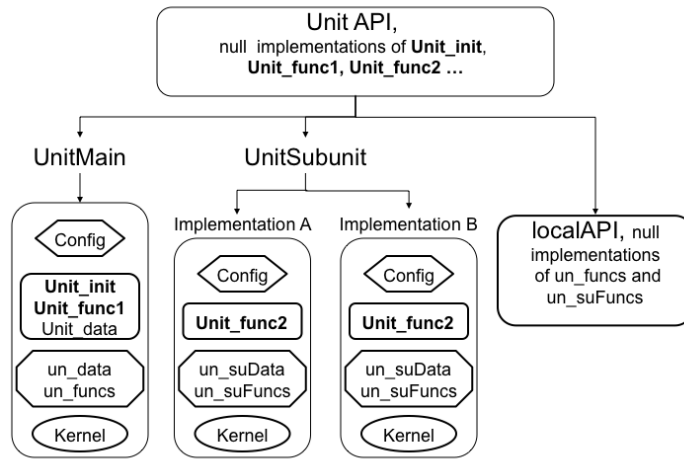 Unit API,
null implementations of Unit_init,
Unit_func1, Unit_func2 ...
UnitMain
UnitSubunit
Config
Unit_init
Unit_func1
Unit_data
un_data
un_funcs
Kernel
Implementation A
Config
Unit_func2
un_suData
un_suFuncs
Kernel
Implementation B
Config
Unit_func2
un_suData
un_suFuncs
Kernel
localAPI, null
implementations
of un_funcs and
un_suFuncs